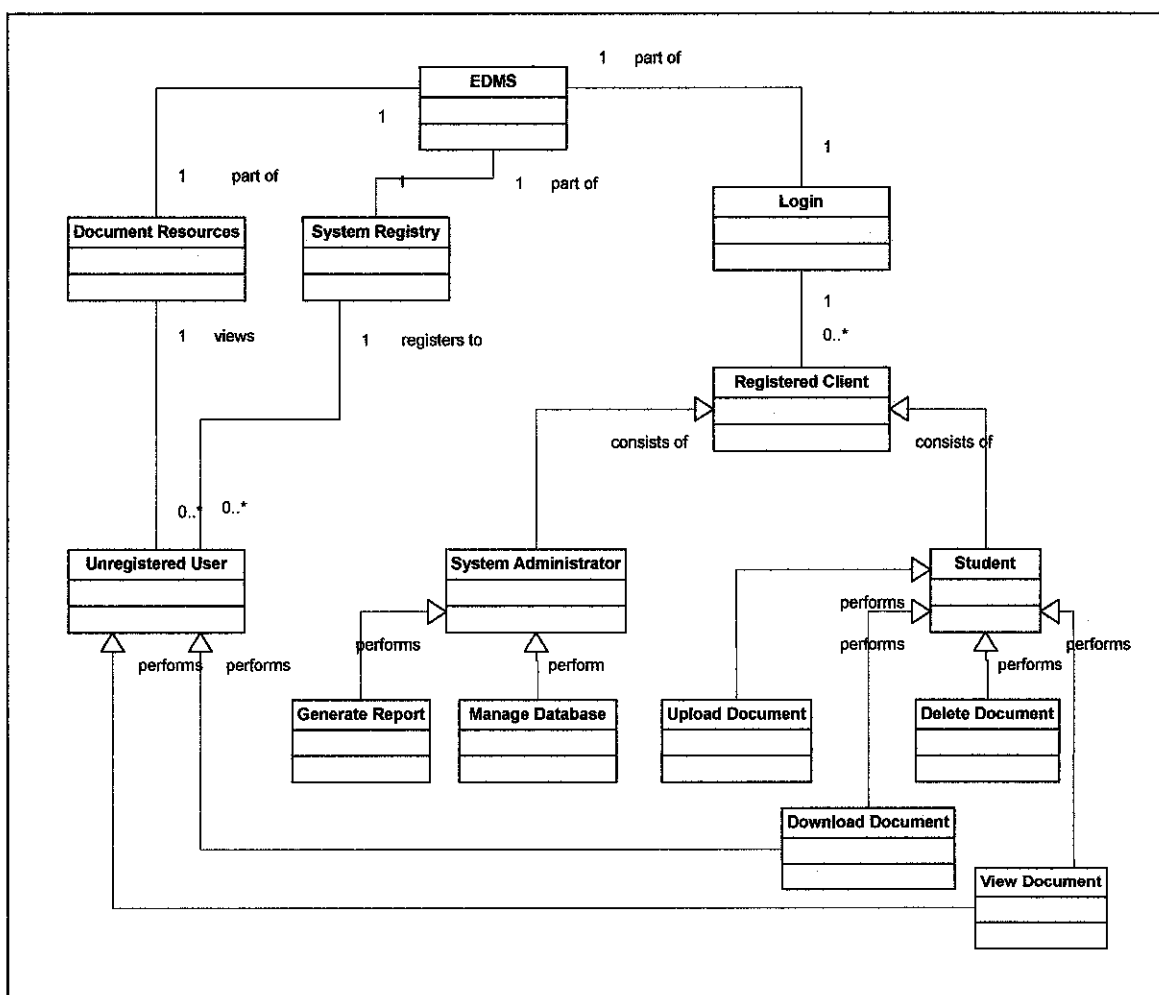 1 part of
EDMS
1
1
1 part of
1
1 part of
Login
Document Resources
System Registry
1
1 views
1 registers to
0..*
Registered Client
consists of
consists of
0..*
0..*
Unregistered User
System Administrator
Student
performs
performs
performs
performs
perform
performs
performs
performs
Generate Report
Manage Database
Upload Document
Delete Document
Download Document
View Document